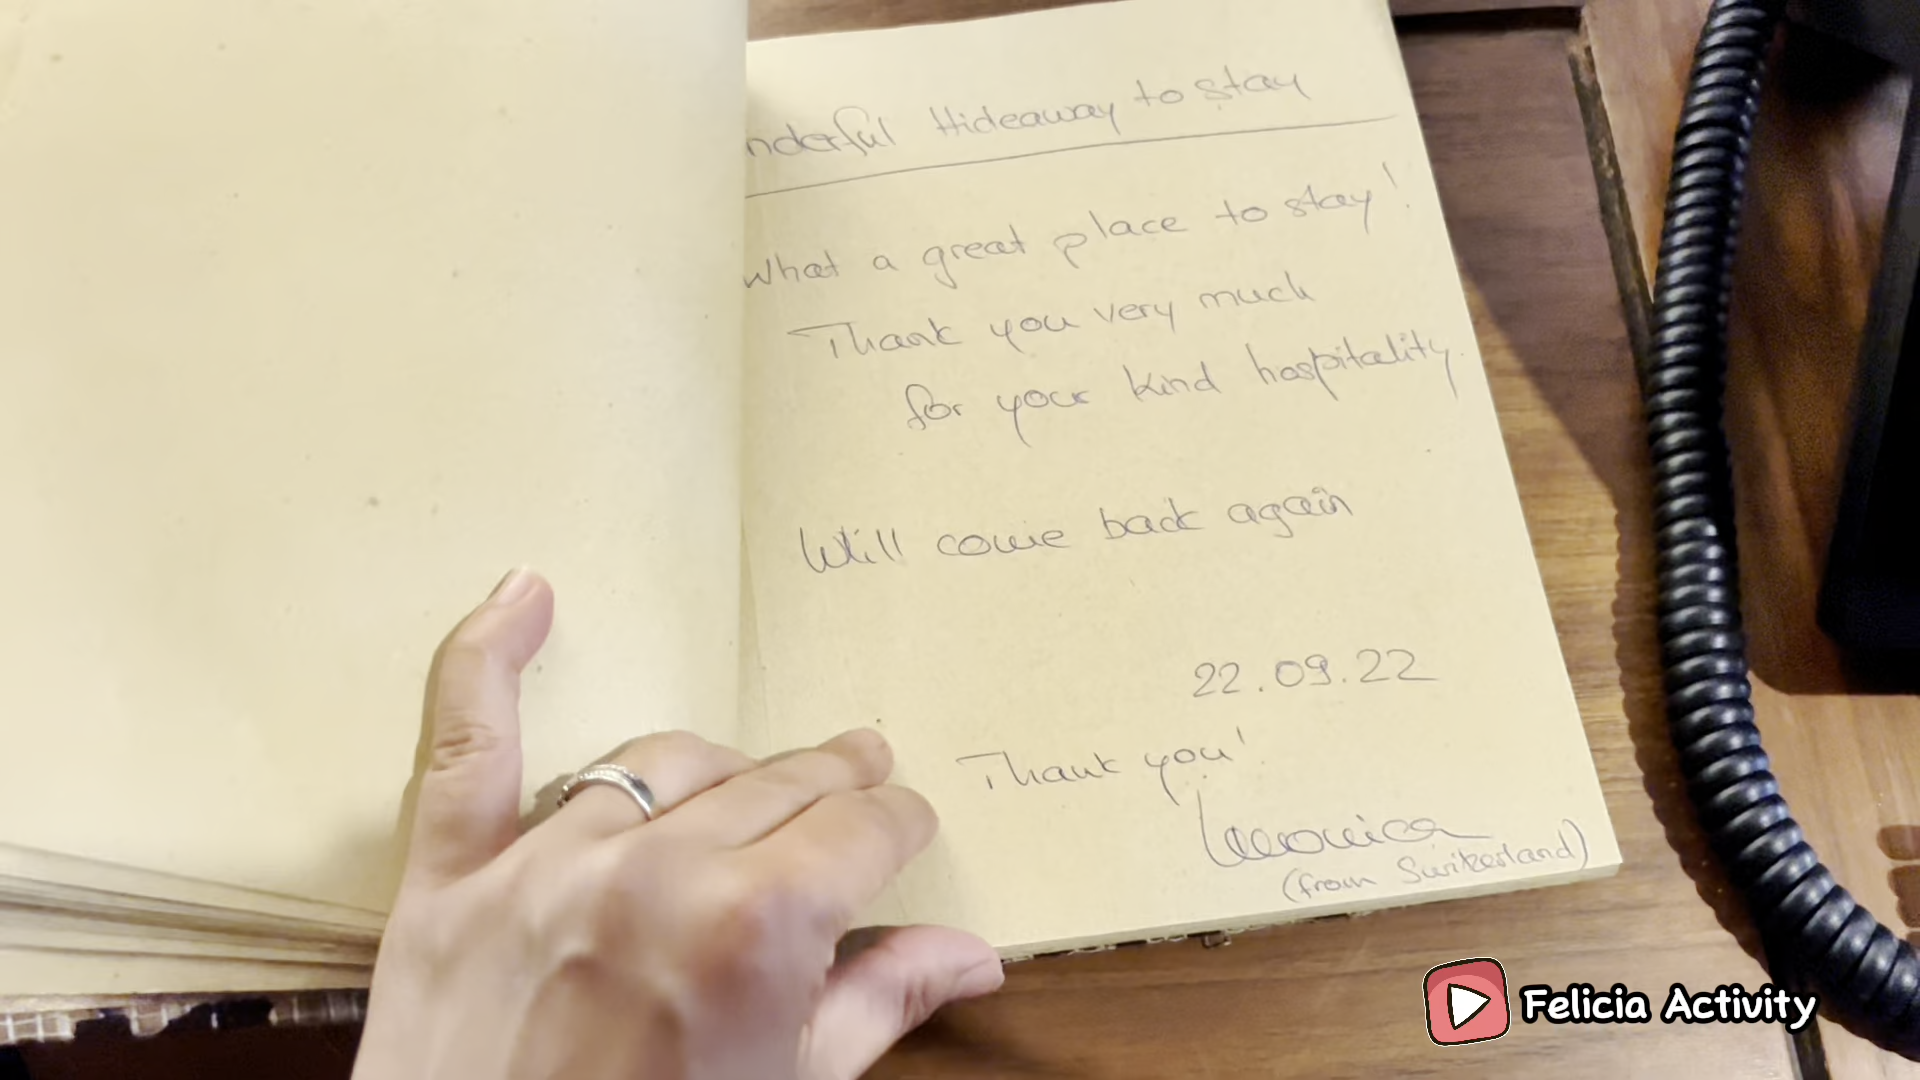 nderful Hideaway to stay
What a great place to stay!
Thank you very much
for your kind hospitality.
Will come back again
22.09.22
Thank you!
Veronica
(from Switzerland)
Felicia Activity